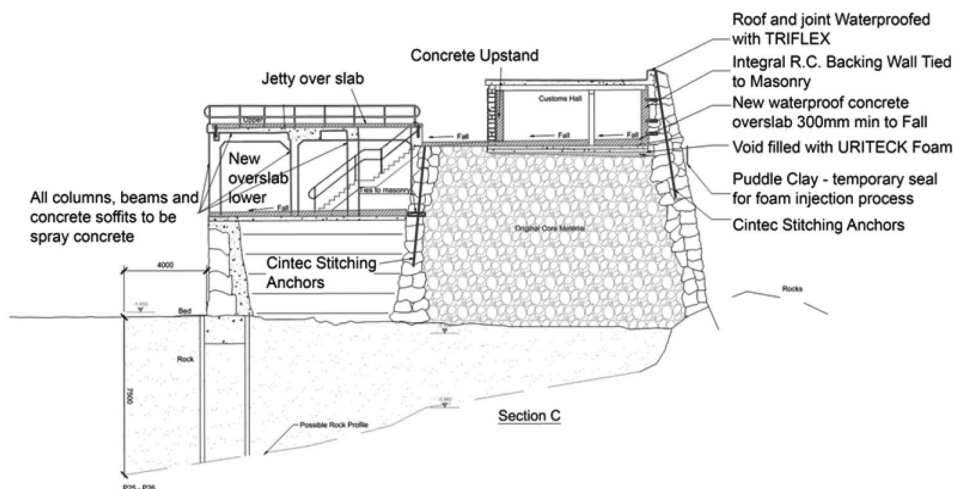 Roof and joint Waterproofed
with TRIFLEX
Concrete Upstand
Integral R.C. Backing Wall Tied
to Masonry
Jetty over slab
Customs Hall
New waterproof concrete
overslab 300mm min to Fall
Upper
Fall
Fall
Fall
Void filled with URITECK Foam
New
overslab
lower
All columns, beams and
concrete soffits to be
spray concrete
Ties to masonry
Puddle Clay - temporary seal
for foam injection process
Fall
Cintec Stitching Anchors
Original Core Material
Cintec Stitching
Anchors
4000
Rocks
Bed
Rock
7500
Section C
Possible Rock Profile
P25 - P26